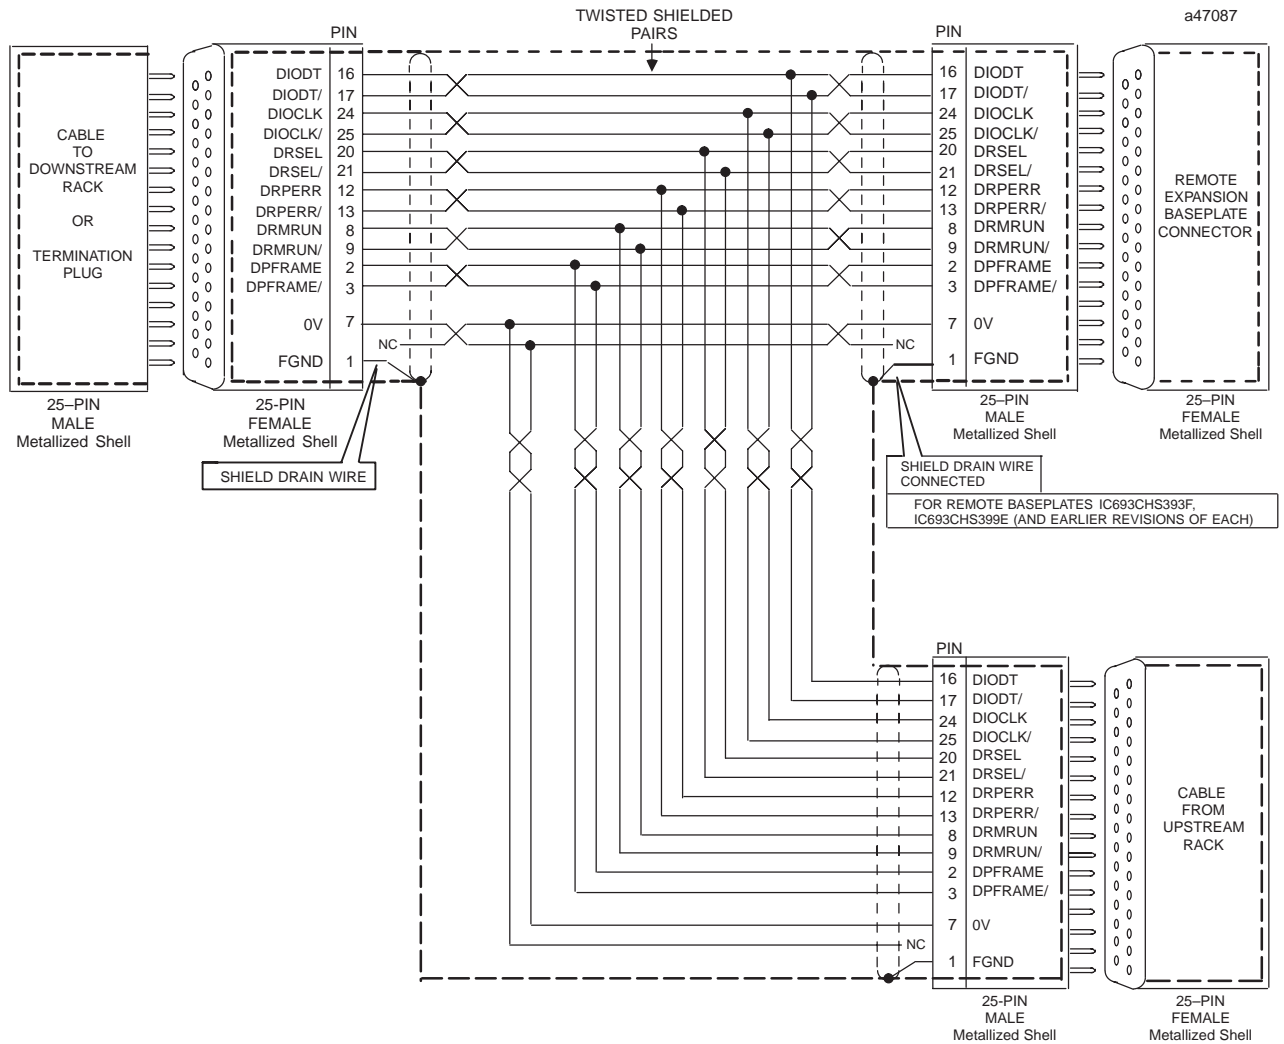 TWISTED SHIELDED
PAIRS
a47087
PIN
PIN
CABLE
TO
DOWNSTREAM
RACK
OR
TERMINATION
PLUG
DIODT 16
DIODT/ 17
DIOCLK 24
DIOCLK/ 25
DRSEL 20
DRSEL/ 21
DRPERR 12
DRPERR/ 13
DRMRUN 8
DRMRUN/ 9
DPFRAME 2
DPFRAME/ 3
0V 7
NC
FGND 1
16 DIODT
17 DIODT/
24 DIOCLK
25 DIOCLK/
20 DRSEL
21 DRSEL/
12 DRPERR
13 DRPERR/
8 DRMRUN
9 DRMRUN/
2 DPFRAME
3 DPFRAME/
7 0V
NC
1 FGND
REMOTE
EXPANSION
BASEPLATE
CONNECTOR
25–PIN
MALE
Metallized Shell
25-PIN
FEMALE
Metallized Shell
25–PIN
MALE
Metallized Shell
25–PIN
FEMALE
Metallized Shell
SHIELD DRAIN WIRE
SHIELD DRAIN WIRE
CONNECTED
FOR REMOTE BASEPLATES IC693CHS393F,
IC693CHS399E (AND EARLIER REVISIONS OF EACH)
PIN
16 DIODT
17 DIODT/
24 DIOCLK
25 DIOCLK/
20 DRSEL
21 DRSEL/
12 DRPERR
13 DRPERR/
8 DRMRUN
9 DRMRUN/
2 DPFRAME
3 DPFRAME/
7 0V
NC
1 FGND
CABLE
FROM
UPSTREAM
RACK
25-PIN
MALE
Metallized Shell
25–PIN
FEMALE
Metallized Shell